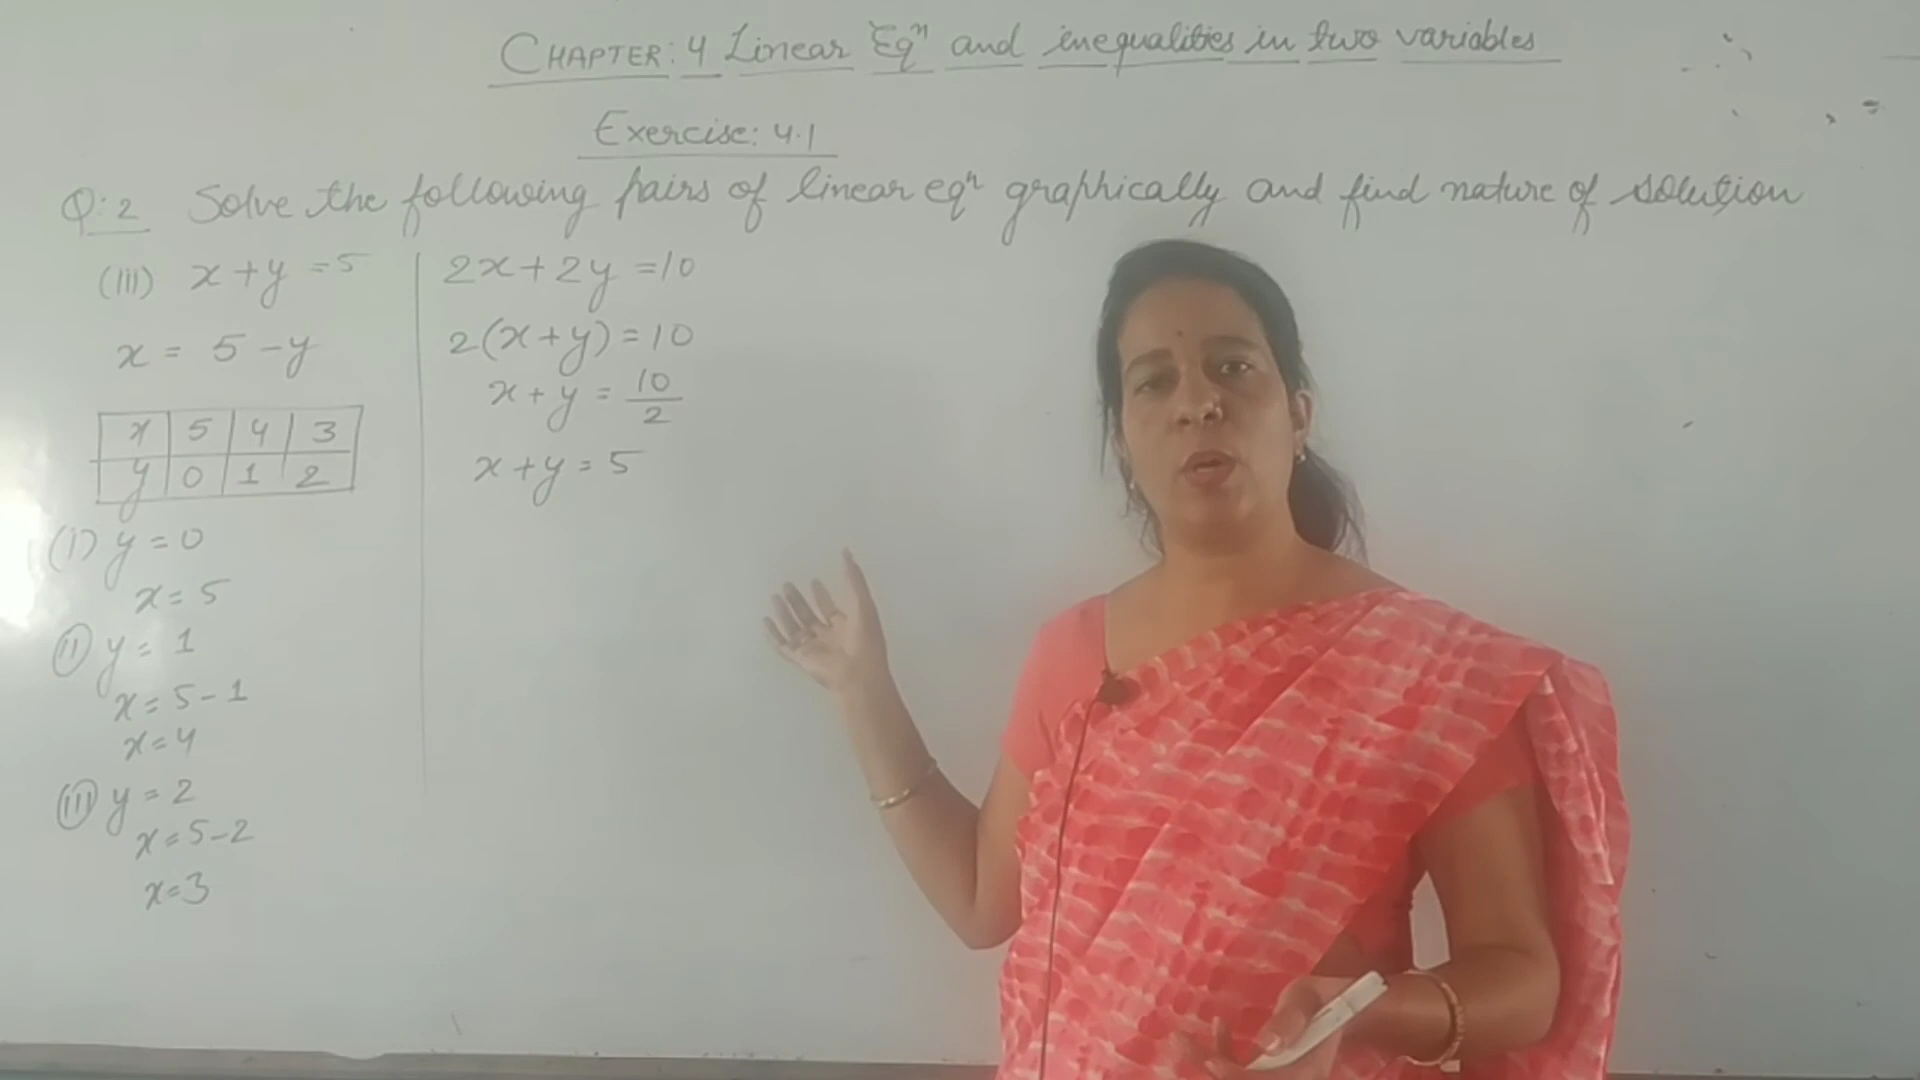 CHAPTER: 4 Linear Eqⁿ and inequalities in two variables
Exercise: 4.1
Q:2 Solve the following pairs of linear eqⁿ graphically and find nature of solution
(III) x+y=5
x = 5-y
x 5 4 3
y 0 1 2
(i) y=0
x=5
(ii) y=1
x=5-1
x=4
(iii) y=2
x=5-2
x=3
2x+2y=10
2(x+y)=10
x+y=10/2
x+y=5